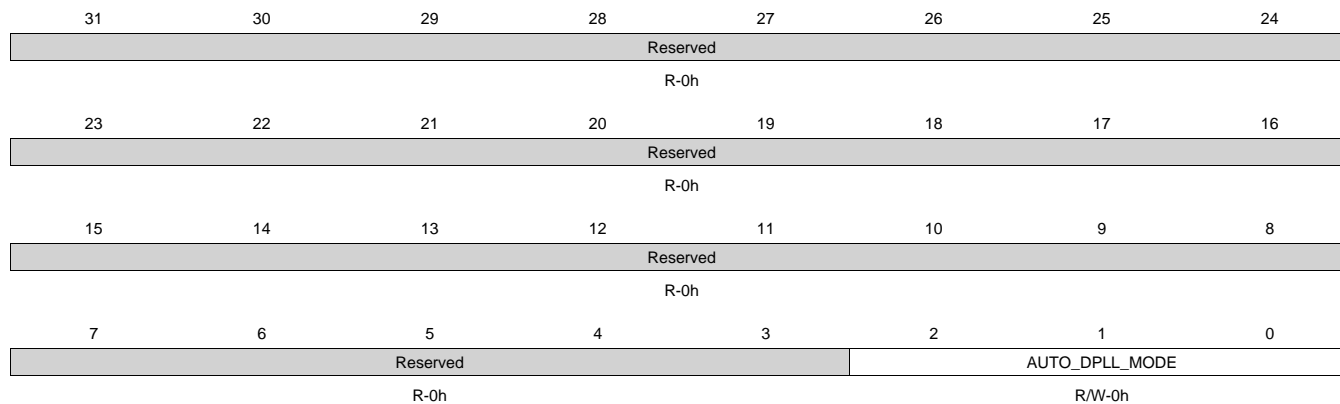 31 30 29 28 27 26 25 24
Reserved
R-0h
23 22 21 20 19 18 17 16
Reserved
R-0h
15 14 13 12 11 10 9 8
Reserved
R-0h
7 6 5 4 3 2 1 0
Reserved AUTO_DPLL_MODE
R-0h R/W-0h